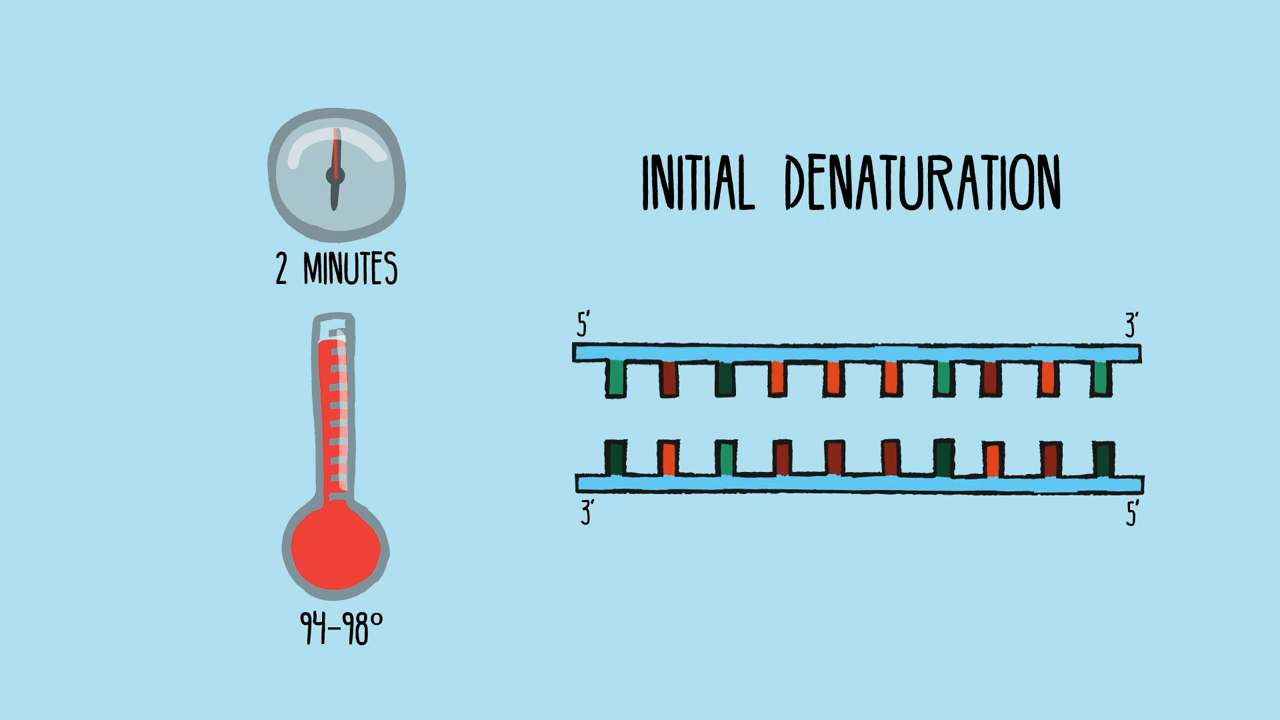 INITIAL DENATURATION
2 MINUTES
5' 3'
3' 5'
94-98°